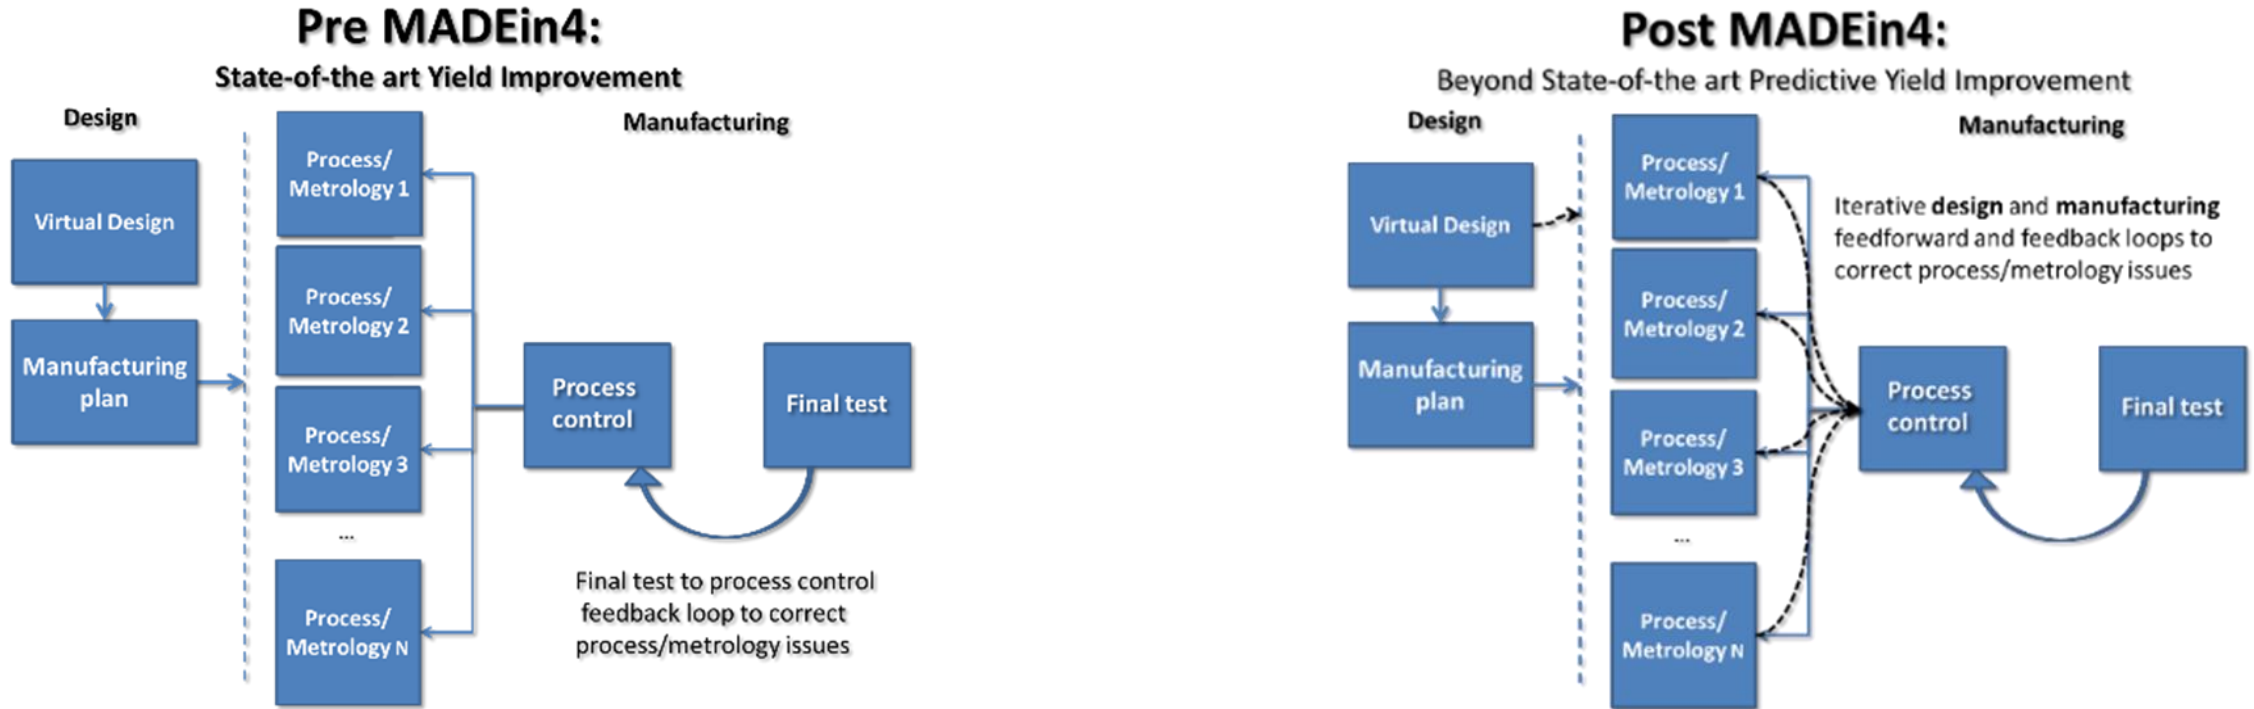 Pre MADEin4:
State-of-the art Yield Improvement
Design
Manufacturing
Virtual Design
Manufacturing
plan
Process/
Metrology 1
Process/
Metrology 2
Process/
Metrology 3
...
Process/
Metrology N
Process
control
Final test
Final test to process control
feedback loop to correct
process/metrology issues
Post MADEin4:
Beyond State-of-the art Predictive Yield Improvement
Design
Manufacturing
Virtual Design
Manufacturing
plan
Process/
Metrology 1
Process/
Metrology 2
Process/
Metrology 3
...
Process/
Metrology N
Iterative design and manufacturing
feedforward and feedback loops to
correct process/metrology issues
Process
control
Final test